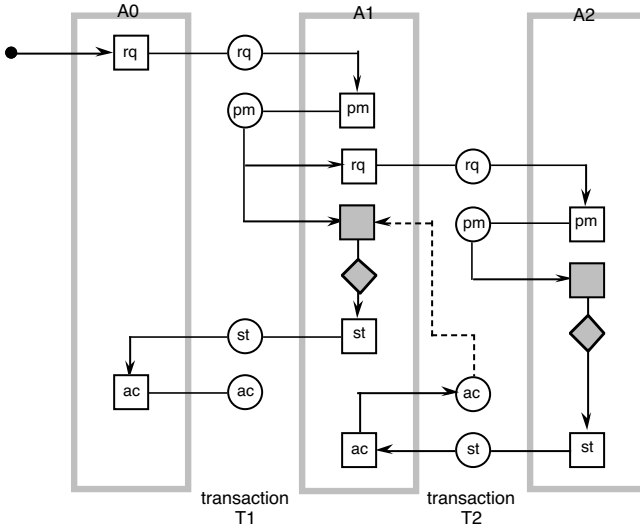 A0
A1
A2
rq
rq
pm
pm
rq
rq
pm
pm
st
st
ac
ac
ac
ac
st
st
transaction
T1
transaction
T2